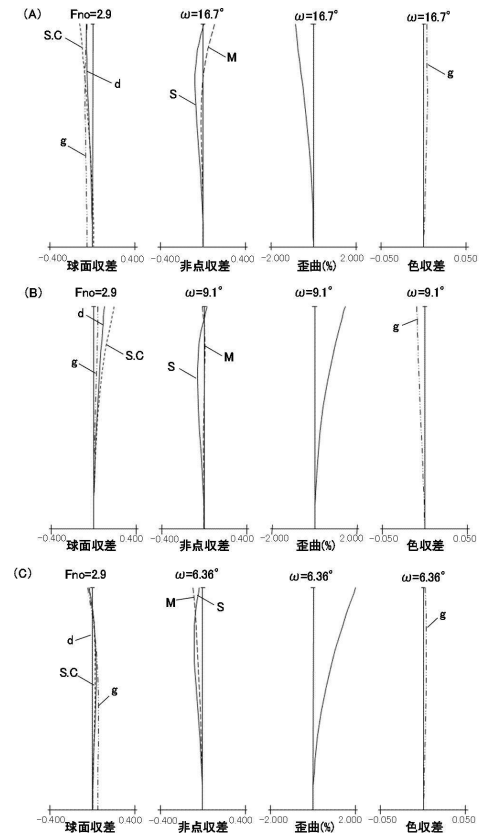 (A)
Fno=2.9 ω=16.7° ω=16.7° ω=16.7°
S.C d g
M S
g
-0.400 0.400 -0.400 0.400 -2.000 2.000 -0.050 0.050
球面収差 非点収差 歪曲(%) 色収差
(B)
Fno=2.9 ω=9.1° ω=9.1° ω=9.1°
d S.C g
M S
g
-0.400 0.400 -0.400 0.400 -2.000 2.000 -0.050 0.050
球面収差 非点収差 歪曲(%) 色収差
(C)
Fno=2.9 ω=6.36° ω=6.36° ω=6.36°
d S.C g
M S
g
-0.400 0.400 -0.400 0.400 -2.000 2.000 -0.050 0.050
球面収差 非点収差 歪曲(%) 色収差